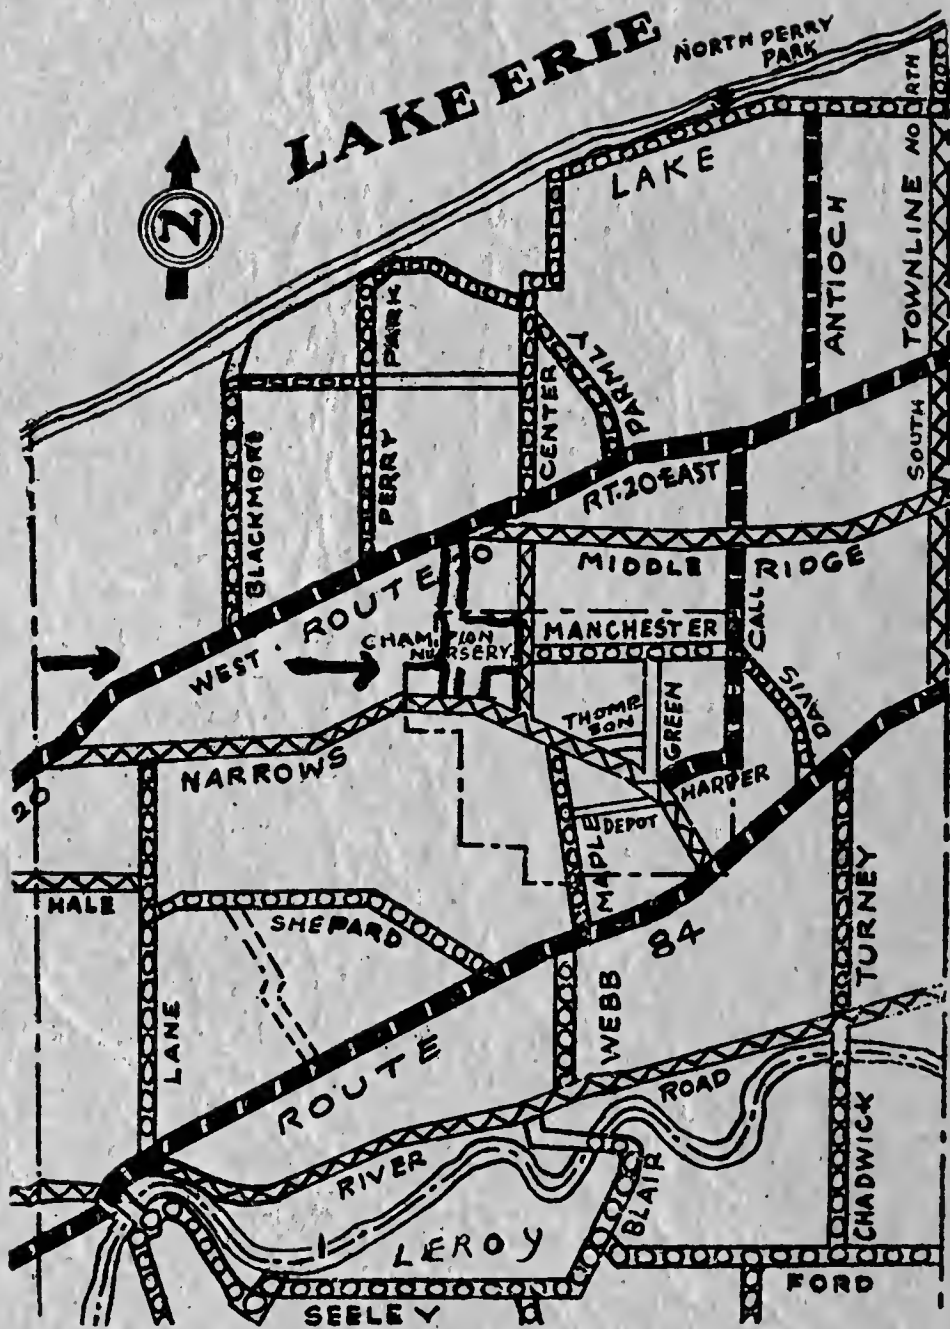 NORTH PERRY
PARK
LAKE ERIE
N
LAKE
ANTIOCH
TOWNLINE
SOUTH
PARK
PARMLY
CENTER
BLACKMORE
PERRY
RT. 20 EAST
MIDDLE RIDGE
WEST ROUTE
CHAMPION
NURSERY
MANCHESTER
CALL
THOMP
SON
GREEN
DAVIS
NARROWS
HARPER
20
DEPOT
MAPLE
HALE
SHEPARD
84
TURNEY
LANE
ROUTE
WEBB
ROAD
RIVER
BLAIR
CHADWICK
LEROY
FORD
SEELEY